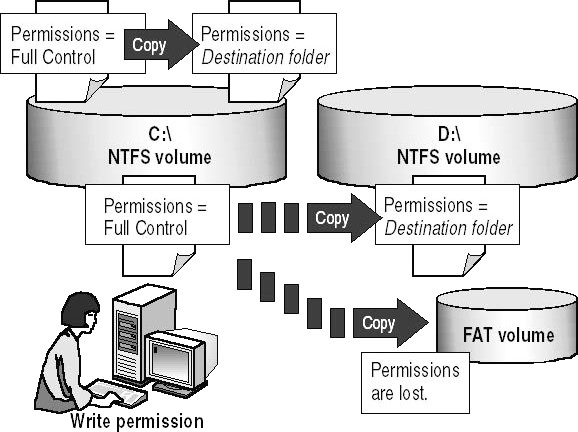 Permissions =
Full Control
Copy
Permissions =
Destination folder
C:\
NTFS volume
D:\
NTFS volume
Permissions =
Full Control
Copy
Permissions =
Destination folder
Copy
FAT volume
Permissions
are lost.
Write permission